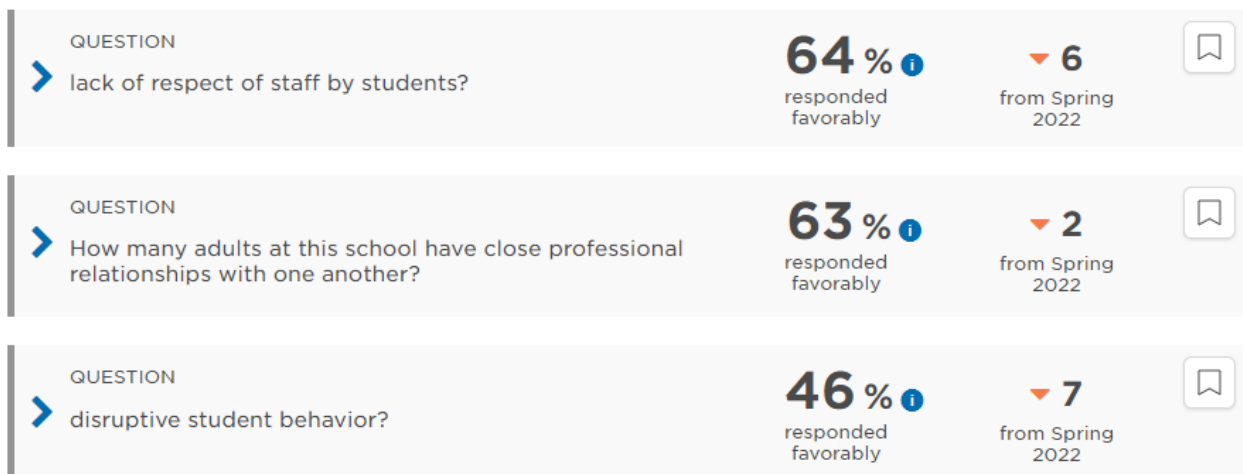 QUESTION
lack of respect of staff by students?
64 % i
responded
favorably
6
from Spring
2022
QUESTION
How many adults at this school have close professional
relationships with one another?
63 % i
responded
favorably
2
from Spring
2022
QUESTION
disruptive student behavior?
46 % i
responded
favorably
7
from Spring
2022